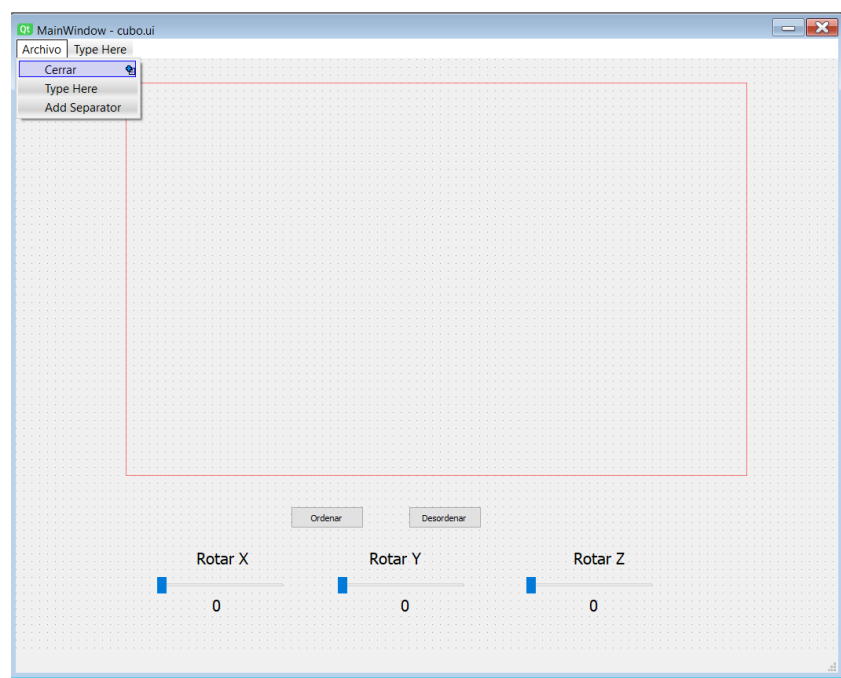 Qt MainWindow - cubo.ui
Archivo Type Here
Cerrar
Type Here
Add Separator
Ordenar Desordenar
Rotar X Rotar Y Rotar Z
0 0 0